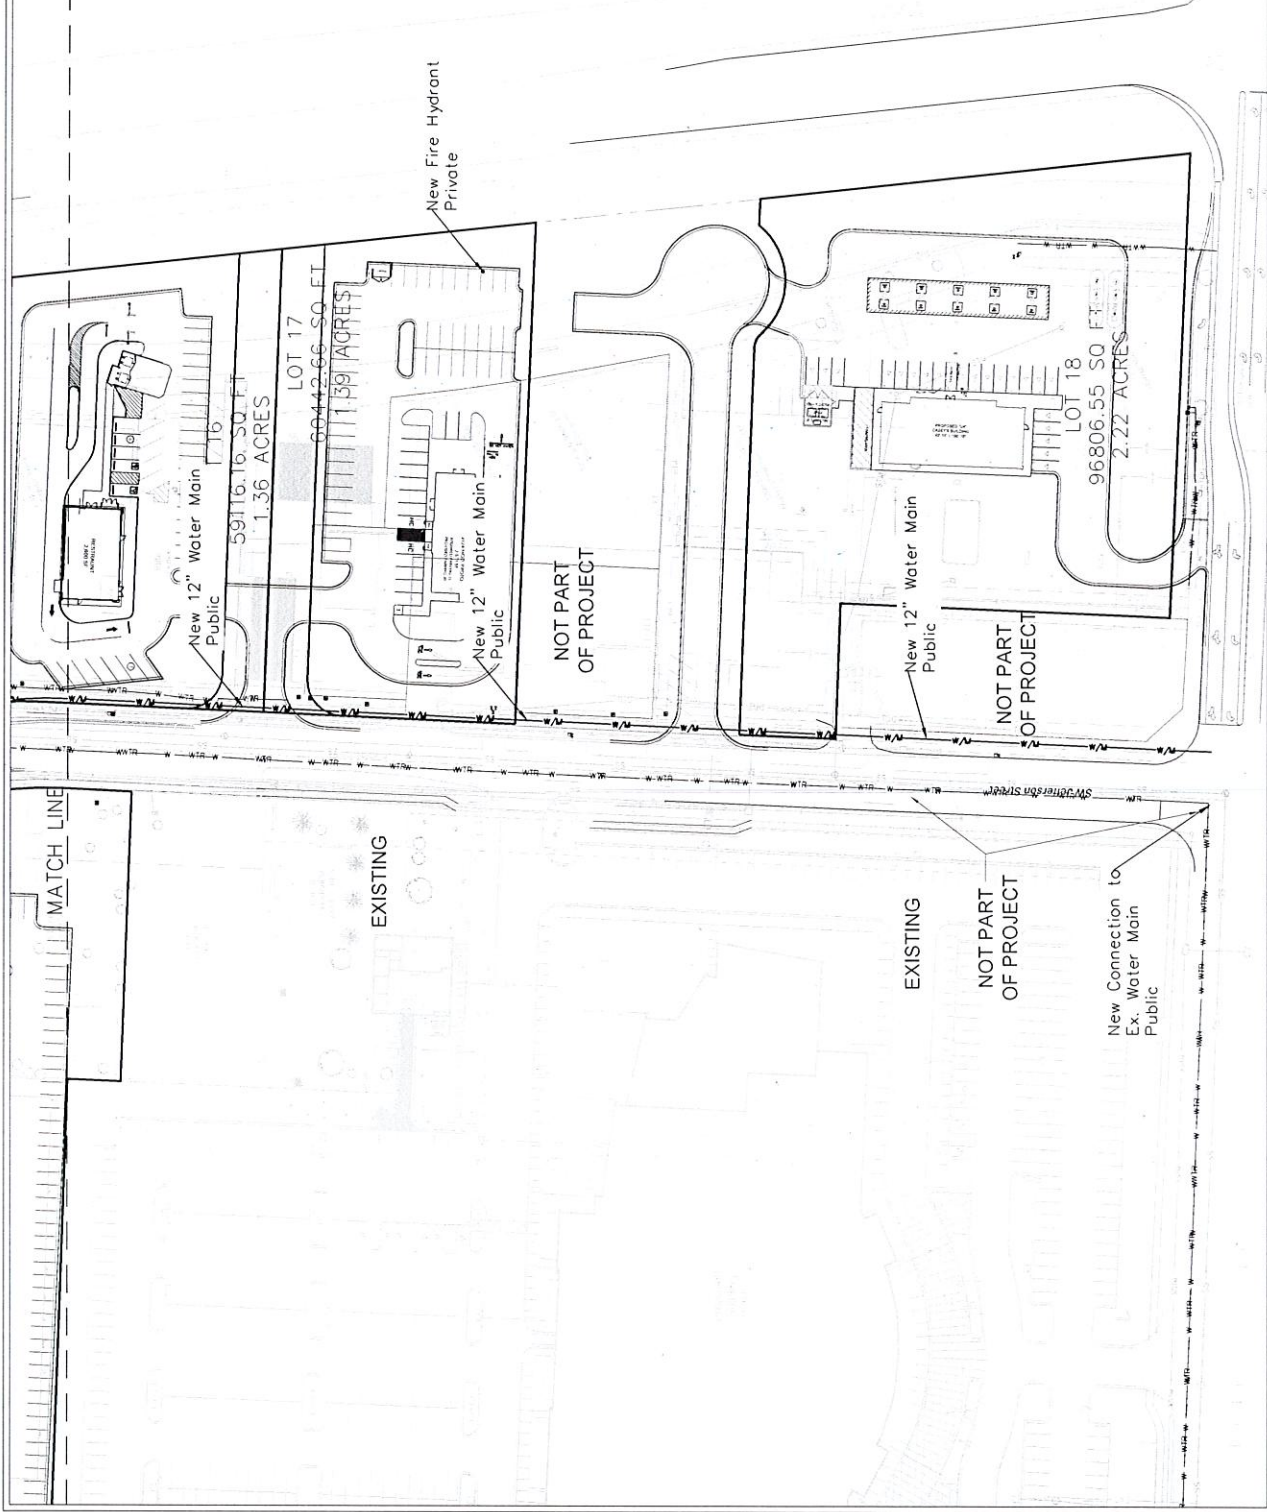 New Fire Hydrant
Private
16
59116.16 SQ FT
1.36 ACRES
LOT 17
60442.66 SQ FT
1.39 ACRES
RESTAURANT
New 12" Water Main
Public
New 12" Water Main
Public
NOT PART
OF PROJECT
LOT 18
96806.55 SQ FT
2.22 ACRES
New 12" Water Main
Public
NOT PART
OF PROJECT
SW Jefferson Street
MATCH LINE
EXISTING
EXISTING
NOT PART
OF PROJECT
New Connection to
Ex. Water Main
Public